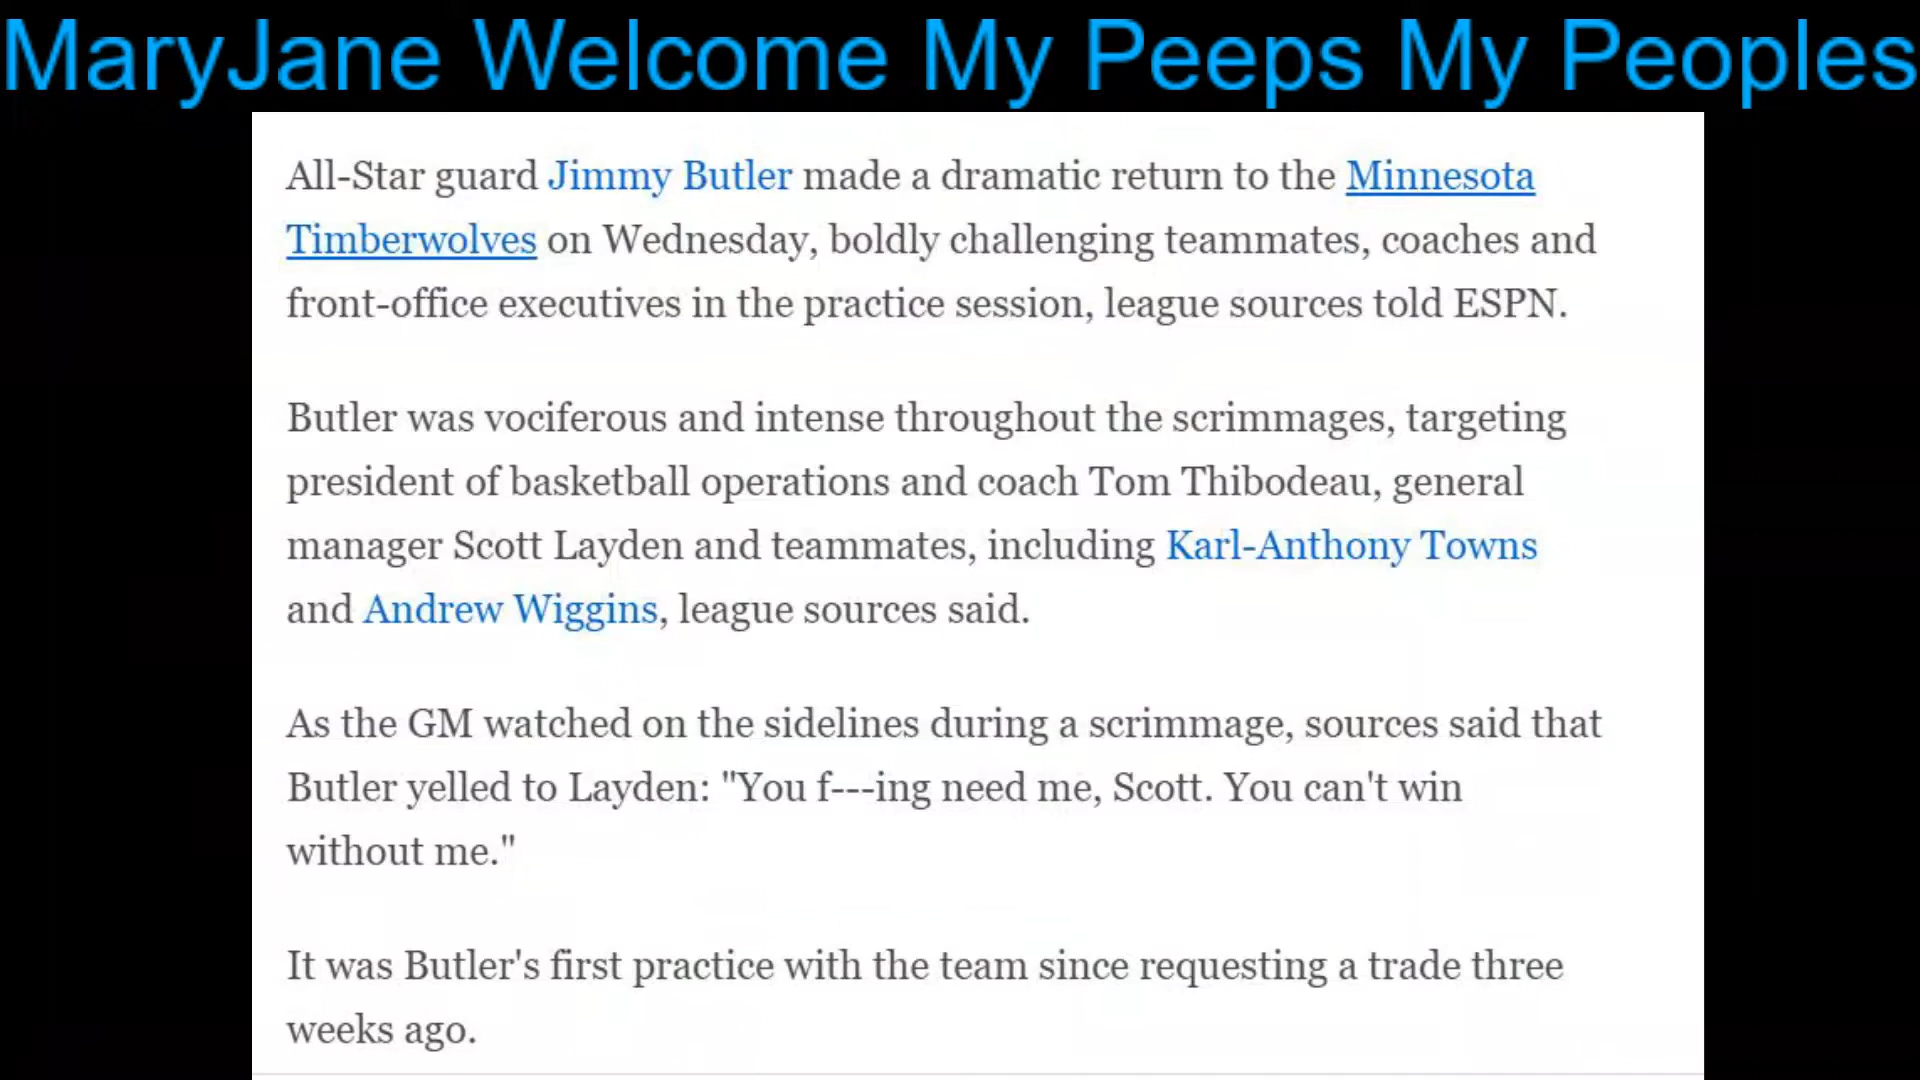 MaryJane Welcome My Peeps My Peoples
All-Star guard Jimmy Butler made a dramatic return to the Minnesota
Timberwolves on Wednesday, boldly challenging teammates, coaches and
front-office executives in the practice session, league sources told ESPN.
Butler was vociferous and intense throughout the scrimmages, targeting
president of basketball operations and coach Tom Thibodeau, general
manager Scott Layden and teammates, including Karl-Anthony Towns
and Andrew Wiggins, league sources said.
As the GM watched on the sidelines during a scrimmage, sources said that
Butler yelled to Layden: "You f---ing need me, Scott. You can't win
without me."
It was Butler's first practice with the team since requesting a trade three
weeks ago.